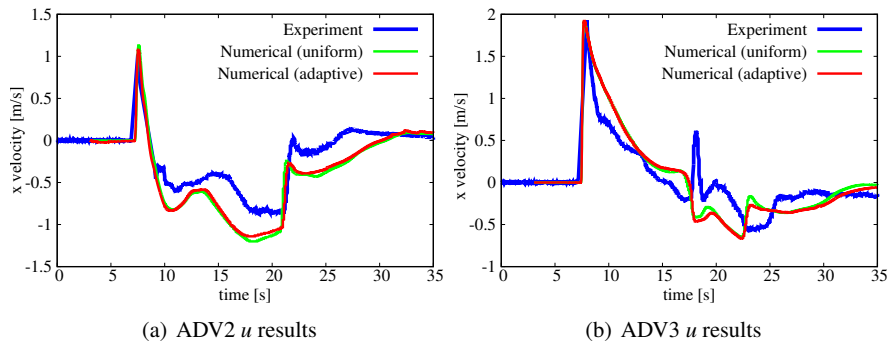 Experiment
Numerical (uniform)
Numerical (adaptive)
x velocity [m/s]
1.5
1
0.5
0
-0.5
-1
-1.5
0 5 10 15 20 25 30 35
time [s]
(a) ADV2 u results
Experiment
Numerical (uniform)
Numerical (adaptive)
x velocity [m/s]
2
1.5
1
0.5
0
-0.5
-1
0 5 10 15 20 25 30 35
time [s]
(b) ADV3 u results